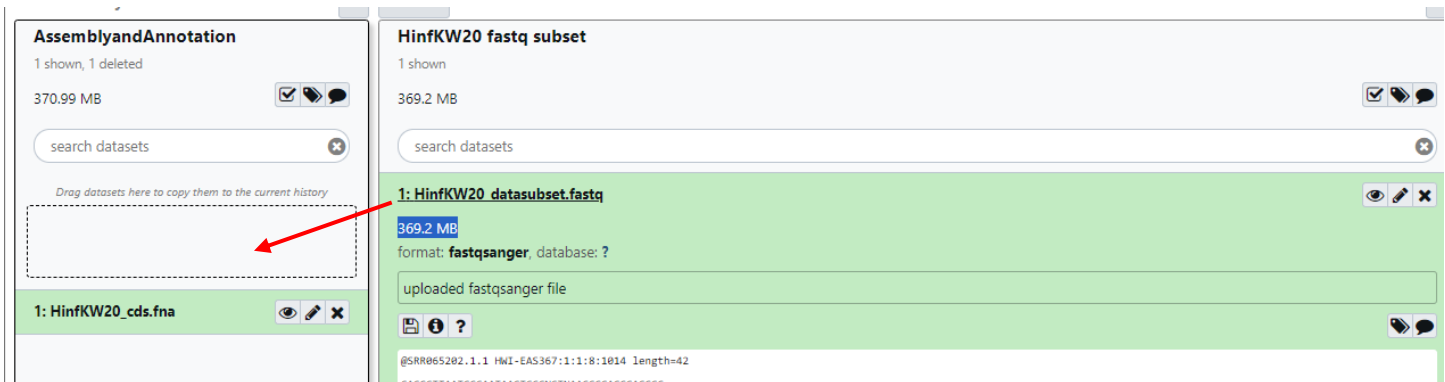 AssemblyandAnnotation
1 shown, 1 deleted
370.99 MB
search datasets
Drag datasets here to copy them to the current history
1: HinfKW20_cds.fna
HinfKW20 fastq subset
1 shown
369.2 MB
search datasets
1: HinfKW20_datasubset.fastq
369.2 MB
format: fastqsanger, database: ?
uploaded fastqsanger file
@SRR065202.1.1 HWI-EAS367:1:1:8:1014 length=42